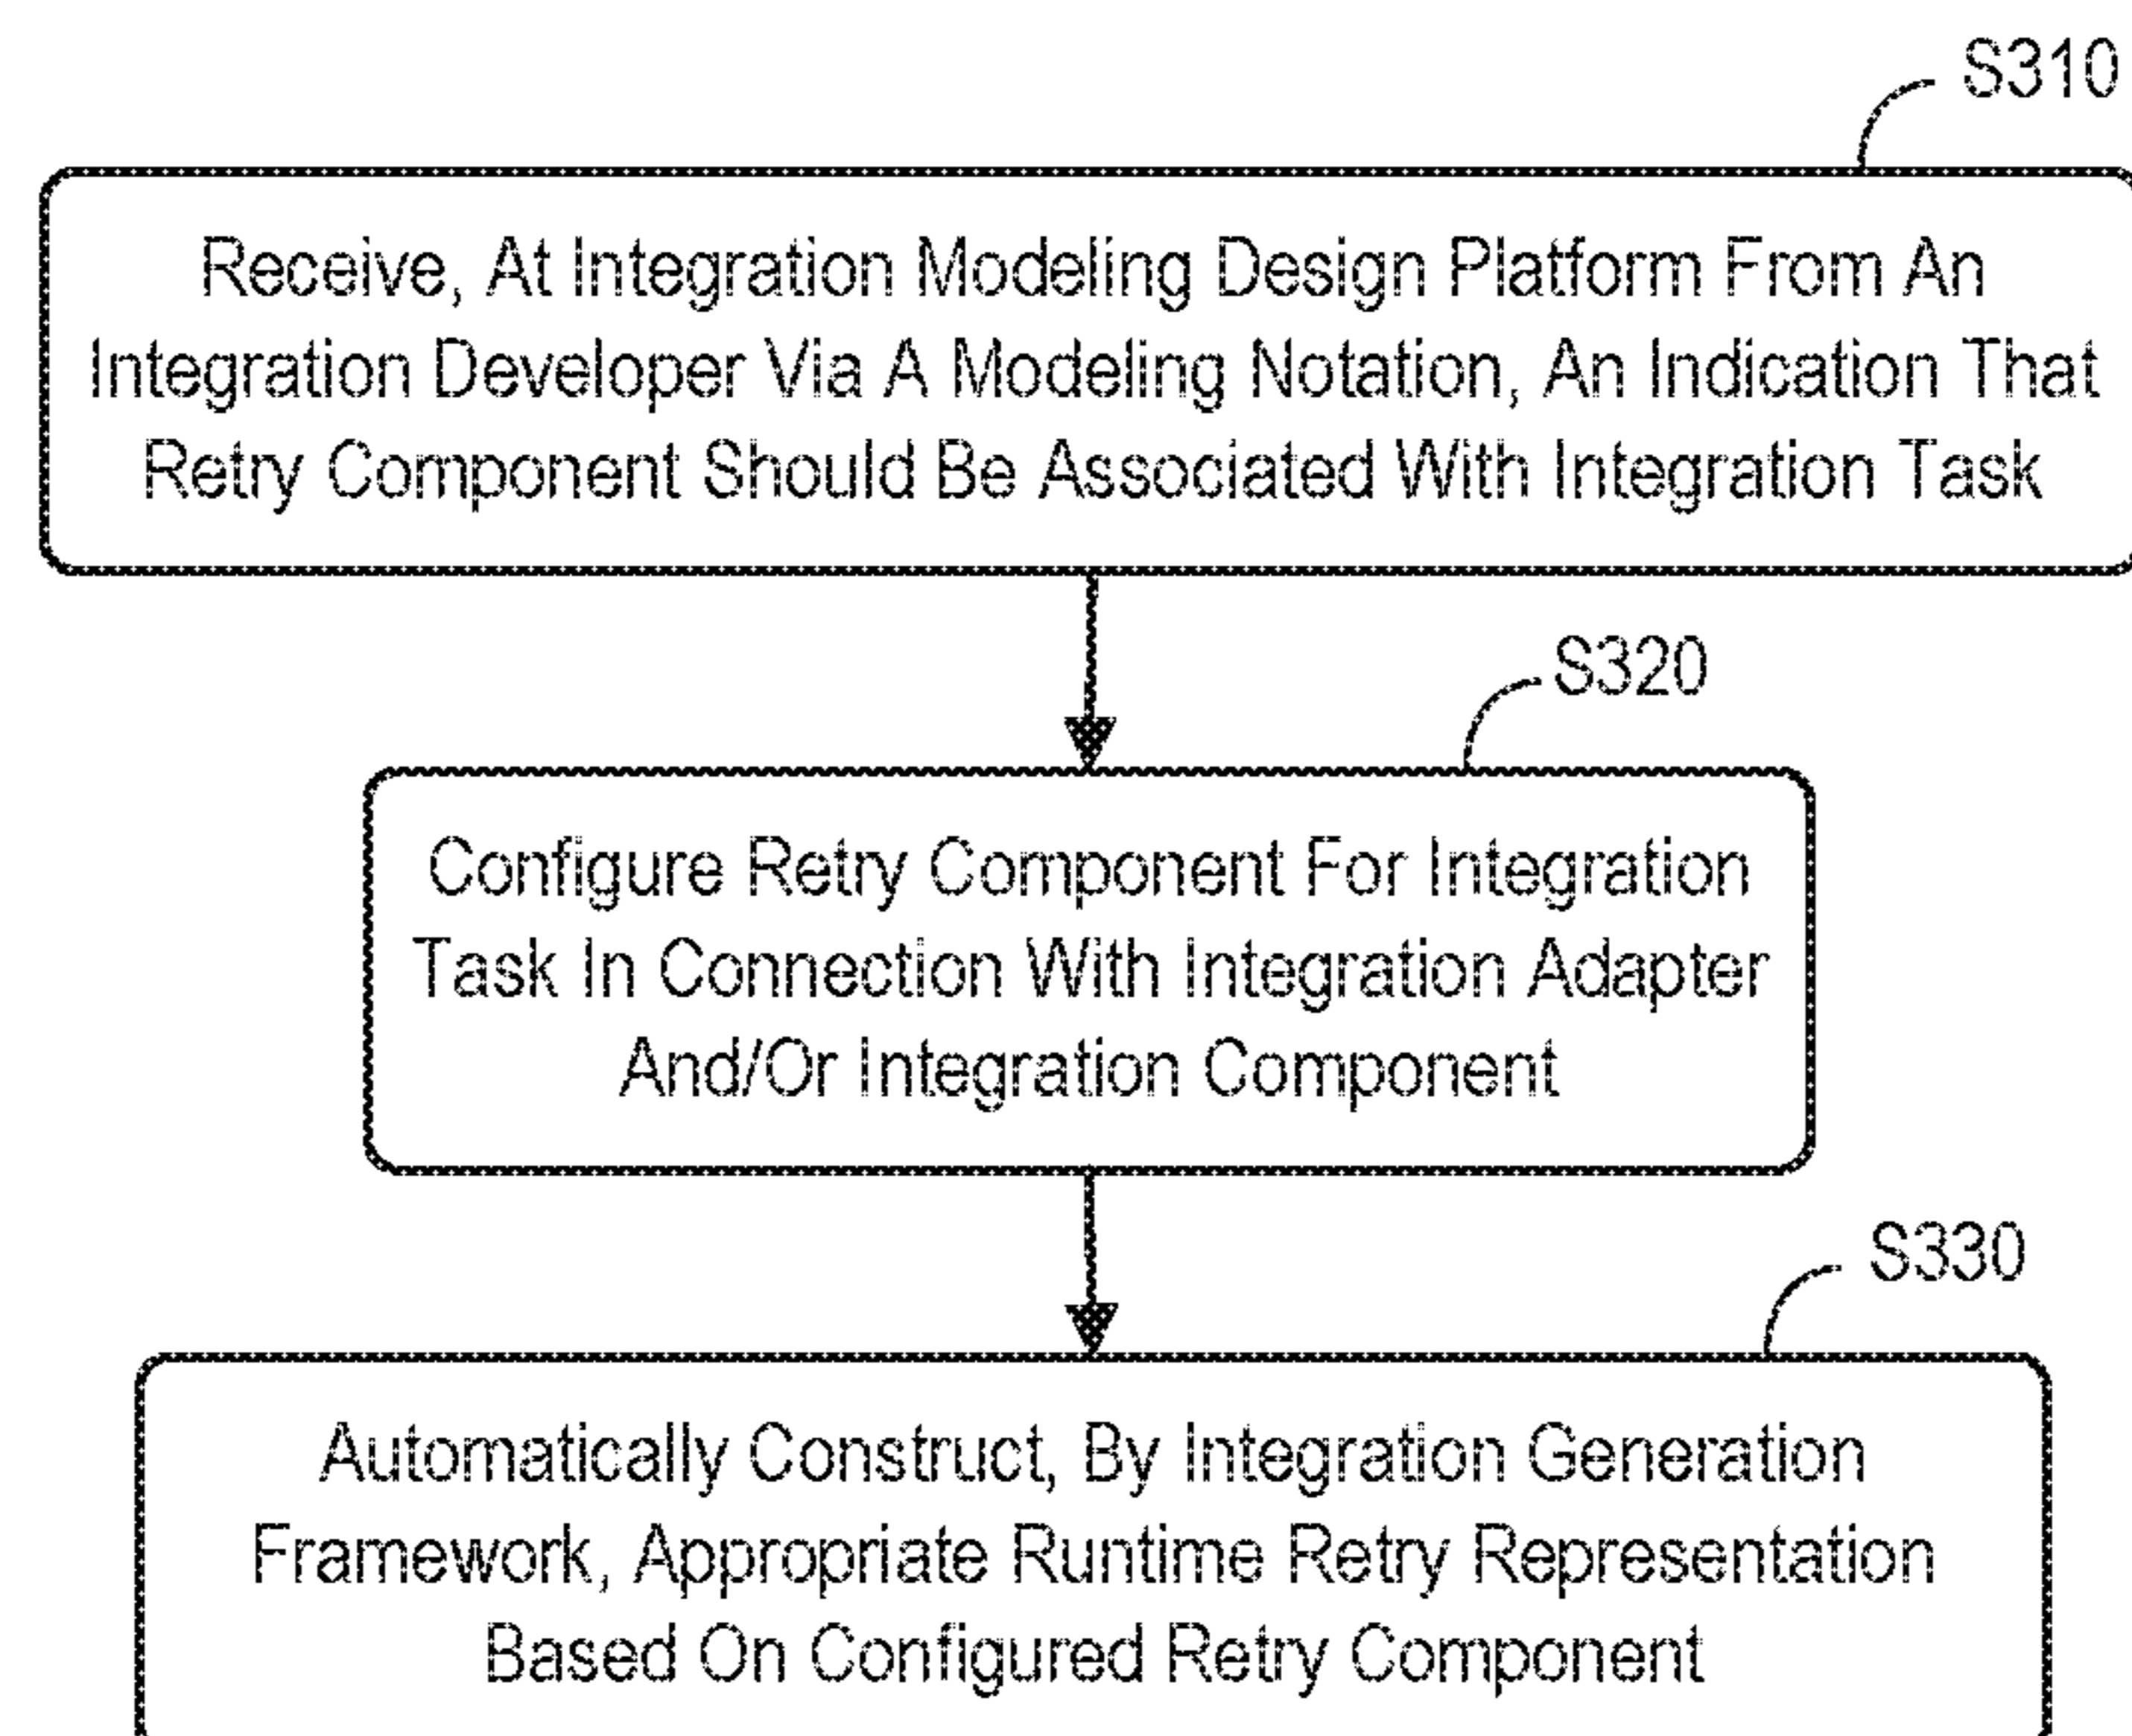 S310
Receive, At Integration Modeling Design Platform From An
Integration Developer Via A Modeling Notation, An Indication That
Retry Component Should Be Associated With Integration Task
S320
Configure Retry Component For Integration
Task In Connection With Integration Adapter
And/Or Integration Component
S330
Automatically Construct, By Integration Generation
Framework, Appropriate Runtime Retry Representation
Based On Configured Retry Component